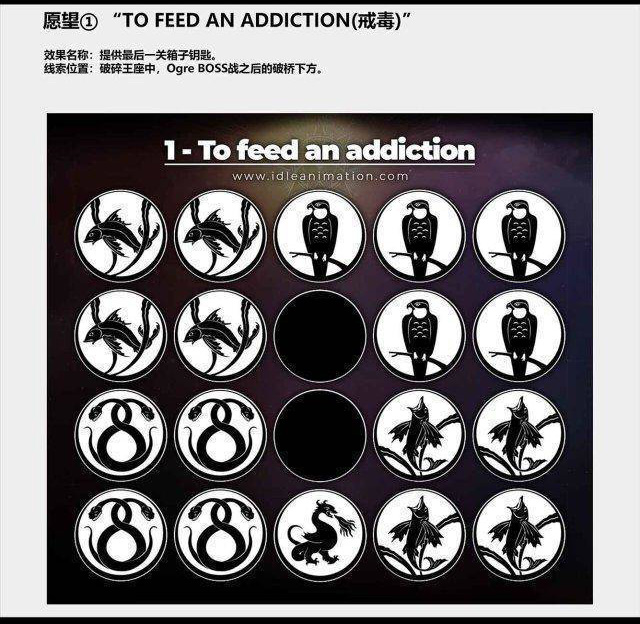 愿望① “TO FEED AN ADDICTION(戒毒)”
效果名称：提供最后一关箱子钥匙。
线索位置：破碎王座中，Ogre BOSS战之后的破桥下方。
1 - To feed an addiction
www.idleanimation.com